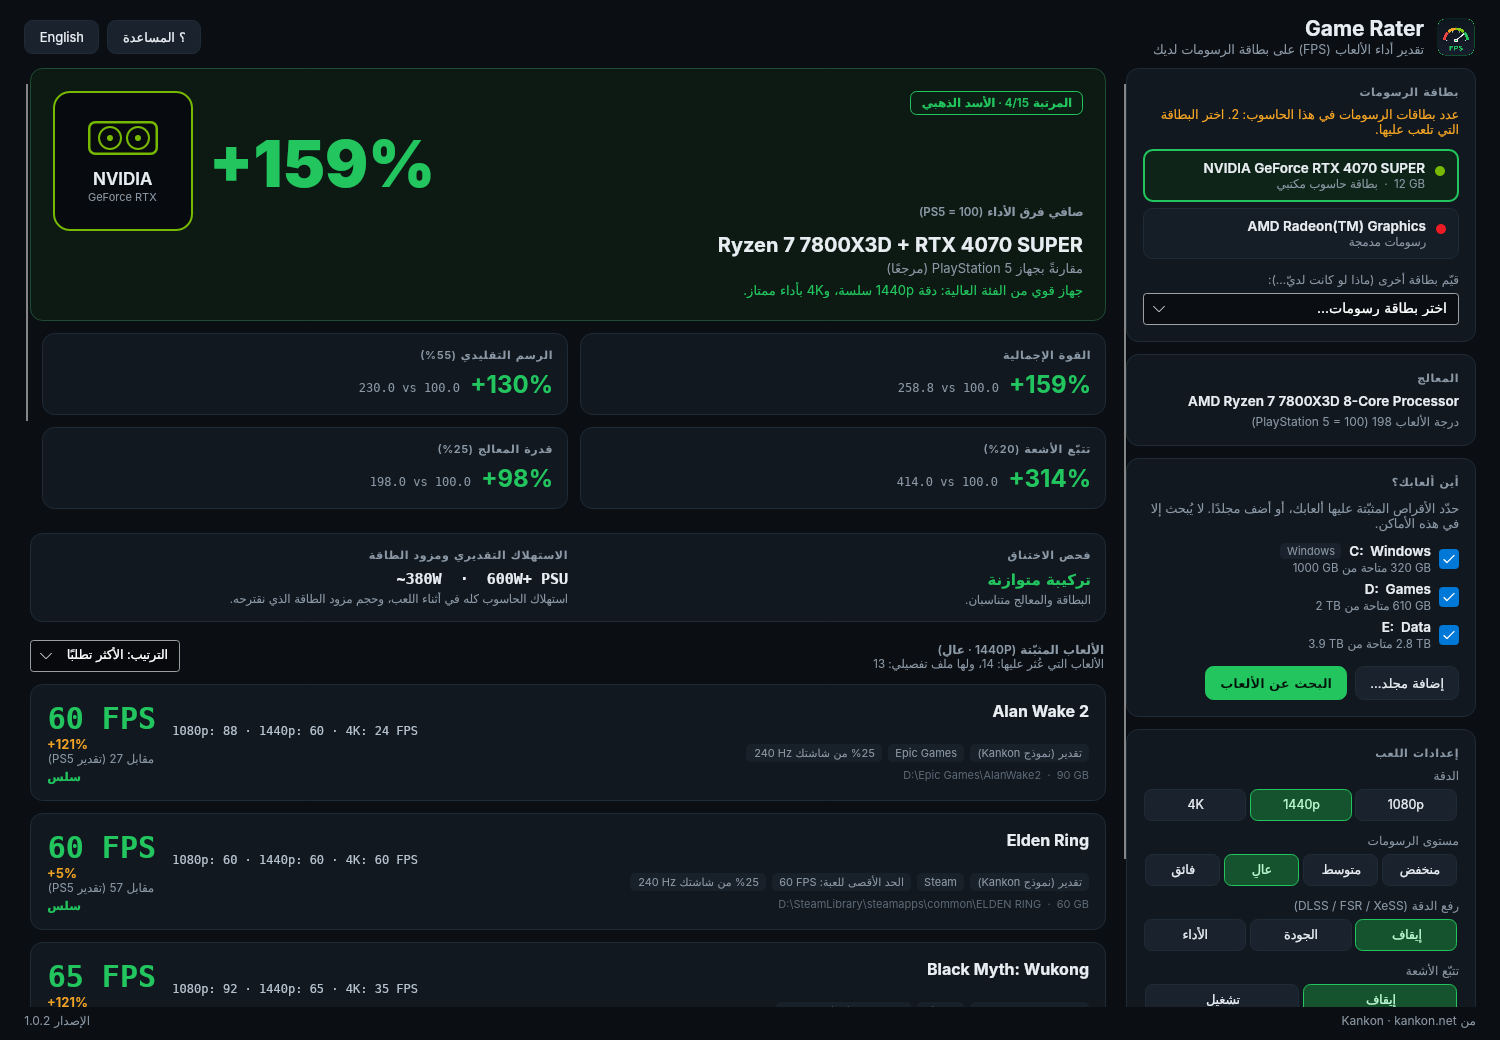 Game Rater
تقدير أداء الألعاب (FPS) على بطاقة الرسومات لديك
؟ المساعدة
English
بطاقة الرسومات
عدد بطاقات الرسومات في هذا الحاسوب: 2. اختر البطاقة
التي تلعب عليها.
NVIDIA GeForce RTX 4070 SUPER
12 GB · بطاقة حاسوب مكتبي
AMD Radeon(TM) Graphics
رسومات مدمجة
قيّم بطاقة أخرى (ماذا لو كانت لديّ...):
اختر بطاقة رسومات...
المعالج
AMD Ryzen 7 7800X3D 8-Core Processor
درجة الألعاب 198 (PlayStation 5 = 100)
أين ألعابك؟
حدّد الأقراص المثبّتة عليها ألعابك، أو أضف مجلدًا. لا يُبحث إلا
في هذه الأماكن.
C: Windows Windows
320 GB متاحة من 1000 GB
D: Games
610 GB متاحة من 2 TB
E: Data
2.8 TB متاحة من 3.9 TB
إضافة مجلد...
البحث عن الألعاب
إعدادات اللعب
الدقة
1080p
1440p
4K
مستوى الرسومات
منخفض
متوسط
عالٍ
فائق
رفع الدقة (DLSS / FSR / XeSS)
إيقاف
الجودة
الأداء
تتبّع الأشعة
إيقاف
تشغيل
المرتبة 4/15 · الأسد الذهبي
+159%
NVIDIA
GeForce RTX
صافي فرق الأداء (PS5 = 100)
Ryzen 7 7800X3D + RTX 4070 SUPER
مقارنةً بجهاز PlayStation 5 (مرجعًا)
جهاز قوي من الفئة العالية: دقة 1440p سلسة، و4K بأداء ممتاز.
القوة الإجمالية
+159% 258.8 vs 100.0
الرسم التقليدي (55%)
+130% 230.0 vs 100.0
تتبّع الأشعة (20%)
+314% 414.0 vs 100.0
قدرة المعالج (25%)
+98% 198.0 vs 100.0
فحص الاختناق
تركيبة متوازنة
البطاقة والمعالج متناسبان.
الاستهلاك التقديري ومزود الطاقة
~380W · 600W+ PSU
استهلاك الحاسوب كله في أثناء اللعب، وحجم مزود الطاقة الذي نقترحه.
الألعاب المثبّتة (1440P · عالٍ)
الألعاب التي عُثر عليها: 14، ولها ملف تفصيلي: 13
الترتيب: الأكثر تطلبًا
Alan Wake 2
تقدير (نموذج Kankon) Epic Games 25% من شاشتك 240 Hz
D:\Epic Games\AlanWake2 · 90 GB
1080p: 88 · 1440p: 60 · 4K: 24 FPS
60 FPS
+121%
مقابل 27 (تقدير PS5)
سلس
Elden Ring
تقدير (نموذج Kankon) Steam الحد الأقصى للعبة: 60 FPS 25% من شاشتك 240 Hz
D:\SteamLibrary\steamapps\common\ELDEN RING · 60 GB
1080p: 60 · 1440p: 60 · 4K: 60 FPS
60 FPS
+5%
مقابل 57 (تقدير PS5)
سلس
Black Myth: Wukong
1080p: 92 · 1440p: 65 · 4K: 35 FPS
65 FPS
+121%
من Kankon · kankon.net
الإصدار 1.0.2